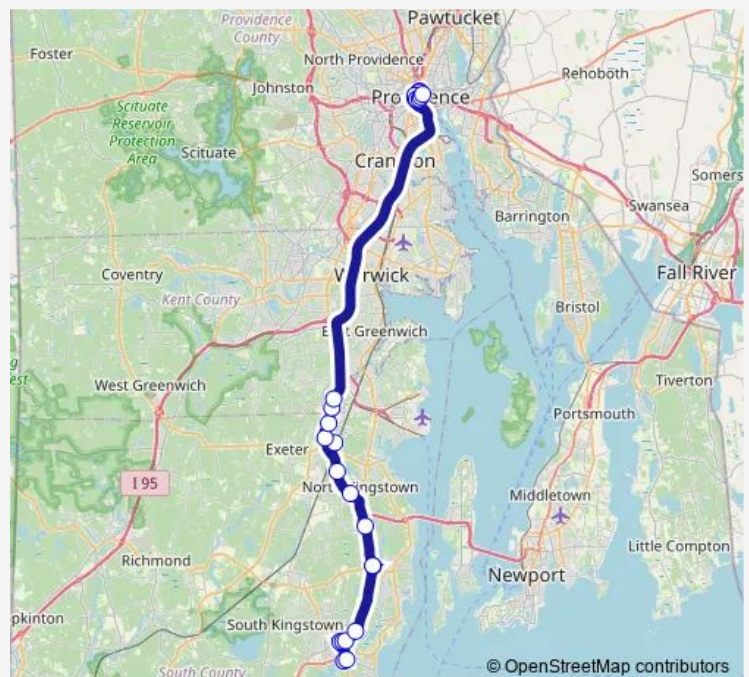 Pawtucket
Providence
County
Foster
North Providence
Rehoboth
Johnston
Scituate
Reservoir
Protection
Area
Scituate
Somers
Swansea
Barrington
Coventry
Warwick
Fall River
Kent County
Bristol
East Greenwich
West Greenwich
Tiverton
Portsmouth
Exeter
I 95
Middletown
Little Compton
Richmond
Newport
South Kingstown
South County
© OpenStreetMap contributors